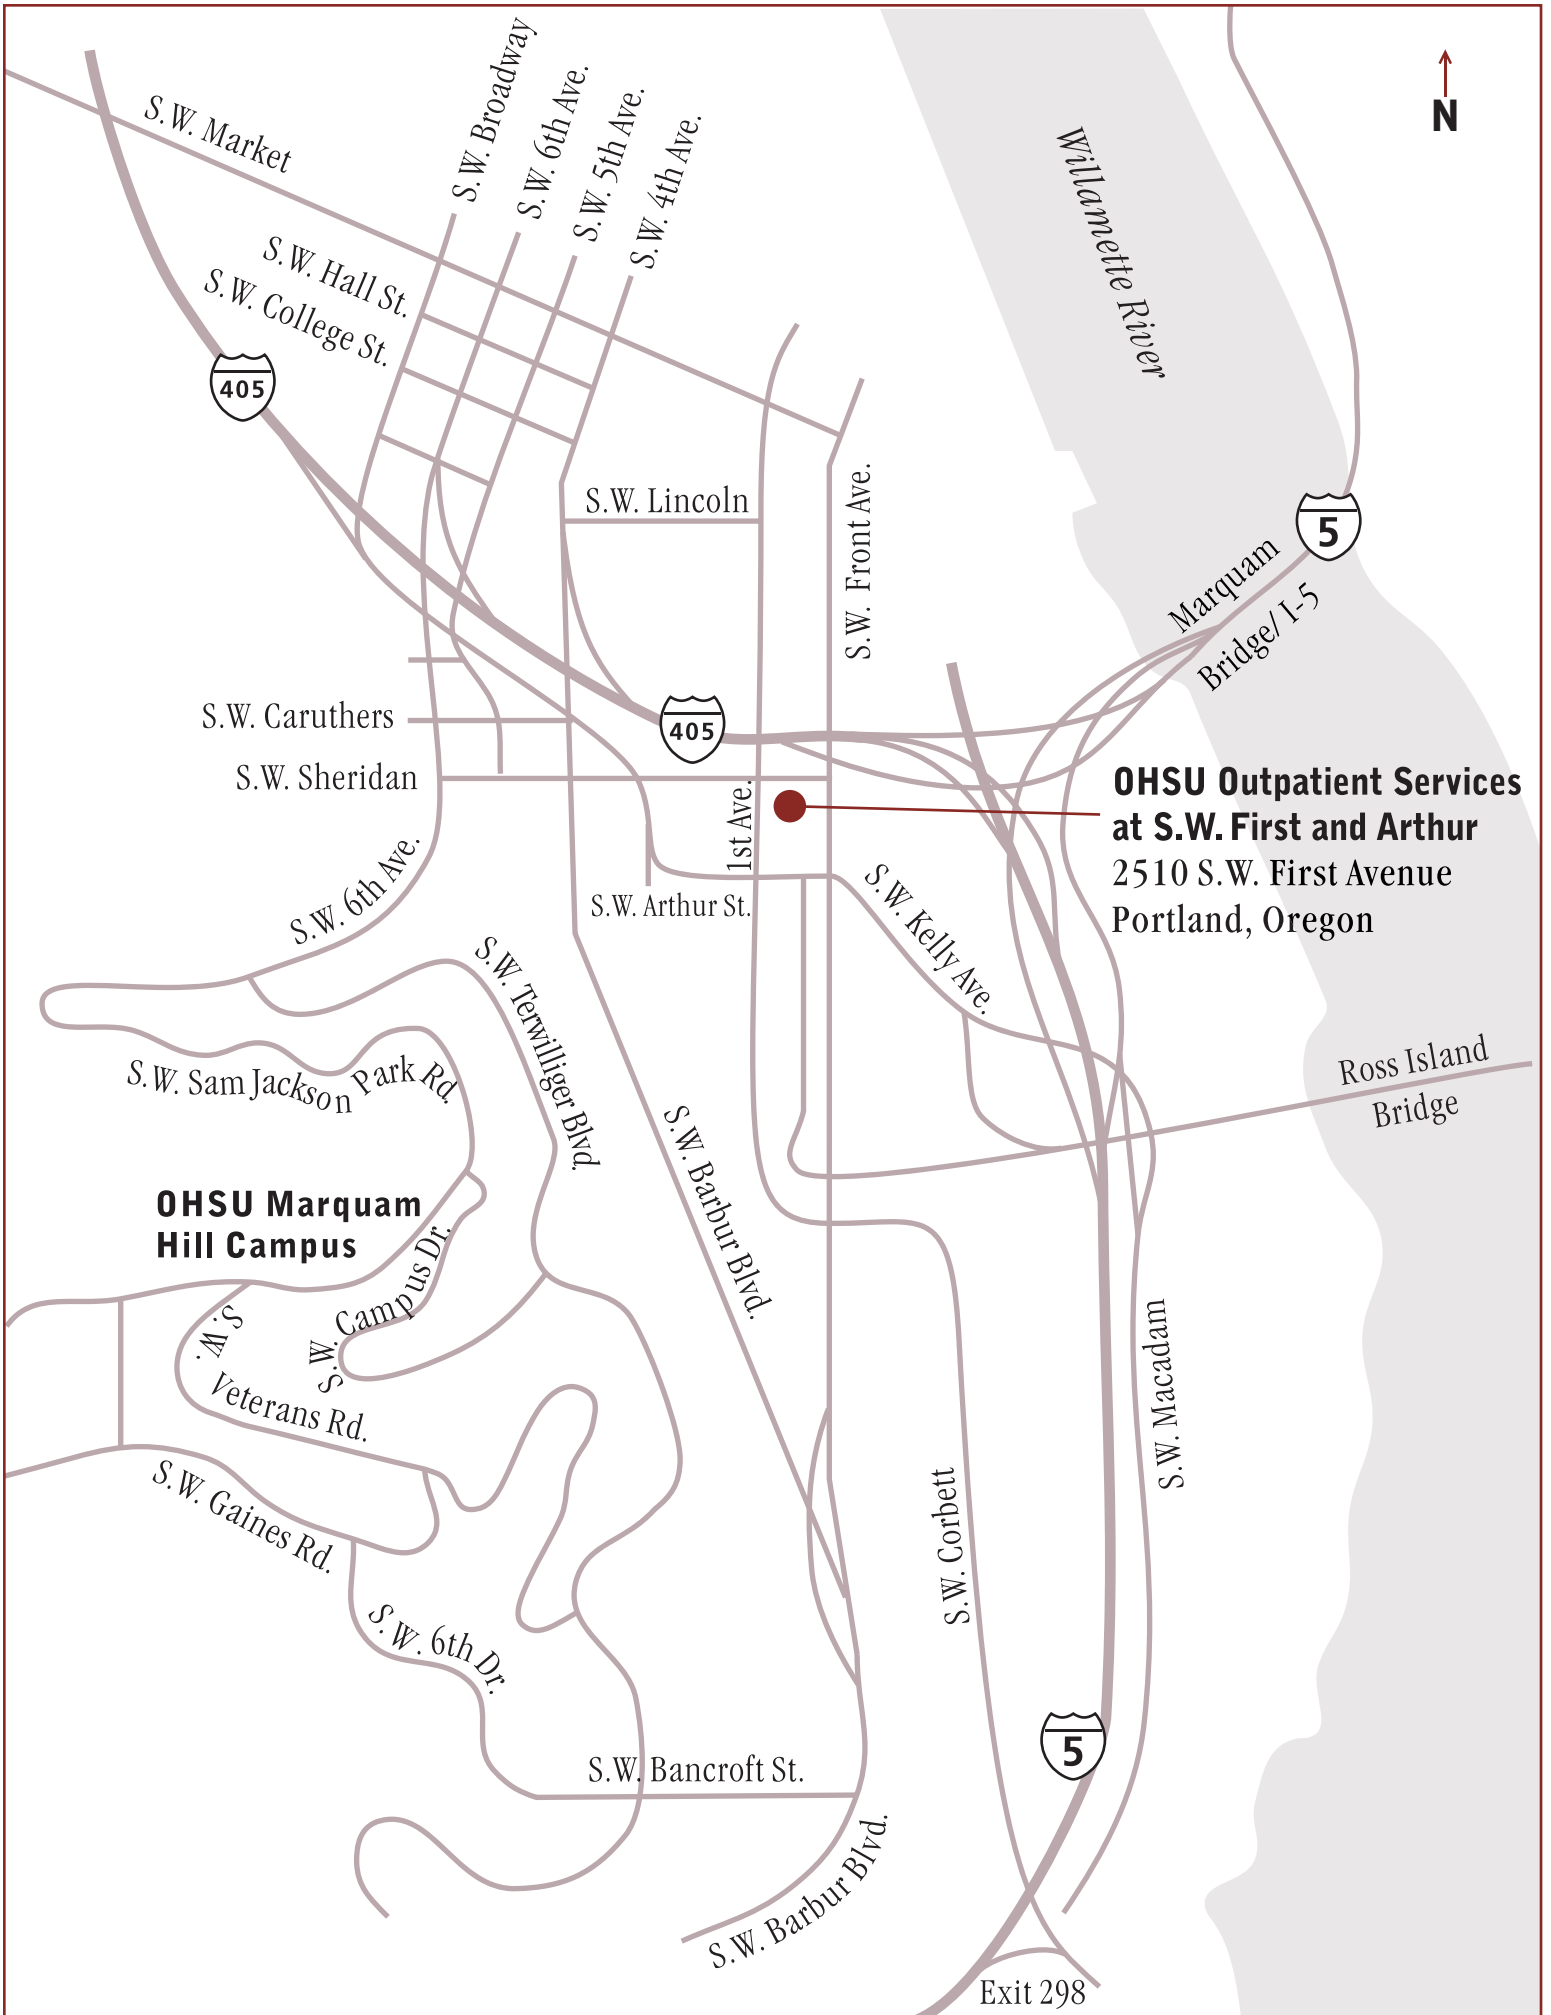 S.W. Broadway
S.W. 6th Ave.
S.W. 5th Ave.
S.W. 4th Ave.
N
S.W. Market
Willamette River
S.W. Hall St.
S.W. College St.
405
S.W. Lincoln
S.W. Front Ave.
5
Marquam
Bridge/ I-5
S.W. Caruthers
405
S.W. Sheridan
1st Ave.
OHSU Outpatient Services
at S.W. First and Arthur
2510 S.W. First Avenue
Portland, Oregon
S.W. 6th Ave.
S.W. Arthur St.
S.W. Kelly Ave.
S.W. Terwilliger Blvd.
S.W. Sam Jackson Park Rd.
Ross Island
Bridge
S.W. Barbur Blvd.
OHSU Marquam
Hill Campus
S.W. Campus Dr.
S.W. Veterans Rd.
S.W. Macadam
S.W. Gaines Rd.
S.W. Corbett
S.W. 6th Dr.
5
S.W. Bancroft St.
S.W. Barbur Blvd.
Exit 298